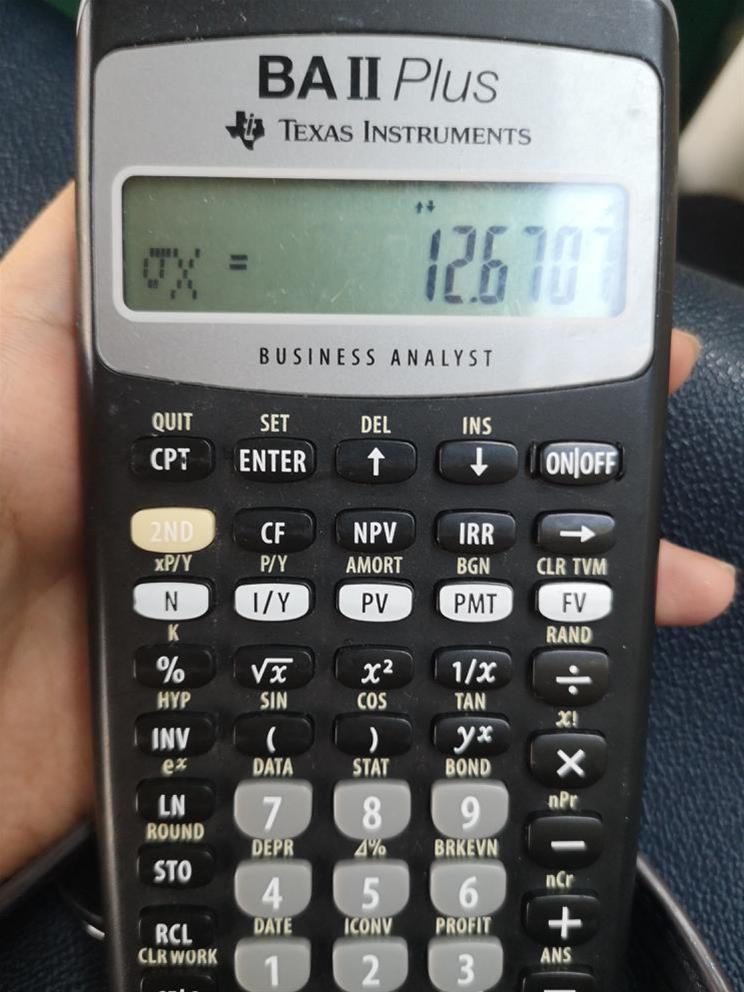 BA II Plus
TEXAS INSTRUMENTS
σX = 12.6707
BUSINESS ANALYST
QUIT SET DEL INS
CPT ENTER ↑ ↓ ON|OFF
2ND CF NPV IRR →
xP/Y P/Y AMORT BGN CLR TVM
N I/Y PV PMT FV
K RAND
% √x x² 1/x ÷
HYP SIN COS TAN
x!
INV ( ) yˣ ×
eˣ DATA STAT BOND
nPr
LN 7 8 9 −
ROUND DEPR Δ% BRKEVN
nCr
STO 4 5 6 +
DATE ICONV PROFIT
ANS
RCL 1 2 3
CLR WORK